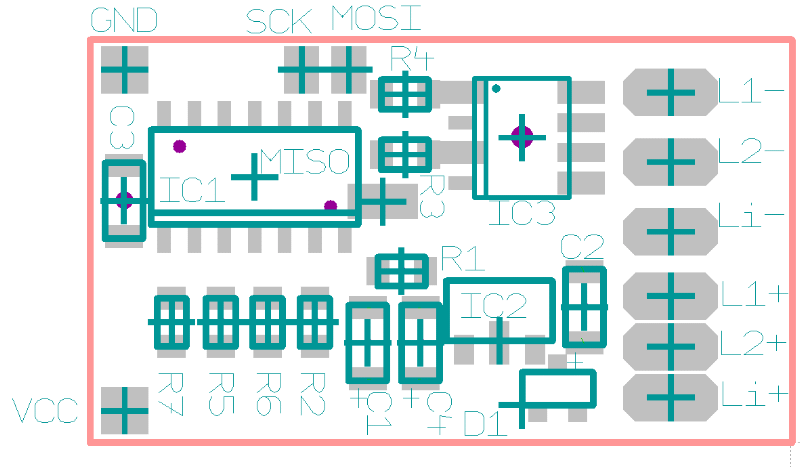 GND
SCK
MOSI
R4
L1-
C3
MISO
L2-
IC1
R3
IC3
Li-
C2
R1
L1+
IC2
L2+
+
R7
R5
R6
R2
+
C1
+
C4
Li+
VCC
D1